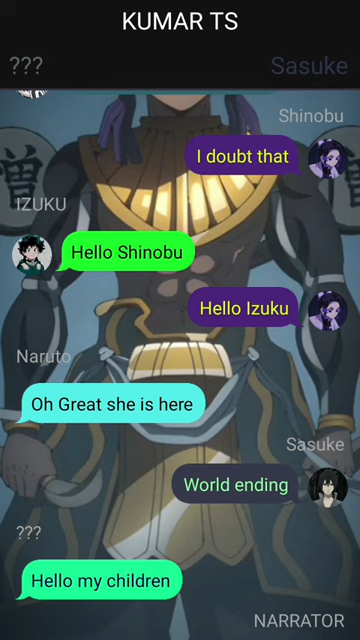 KUMAR TS
??? Sasuke
Shinobu
I doubt that
IZUKU
Hello Shinobu
Hello Izuku
Naruto
Oh Great she is here
Sasuke
World ending
???
Hello my children
NARRATOR
憎